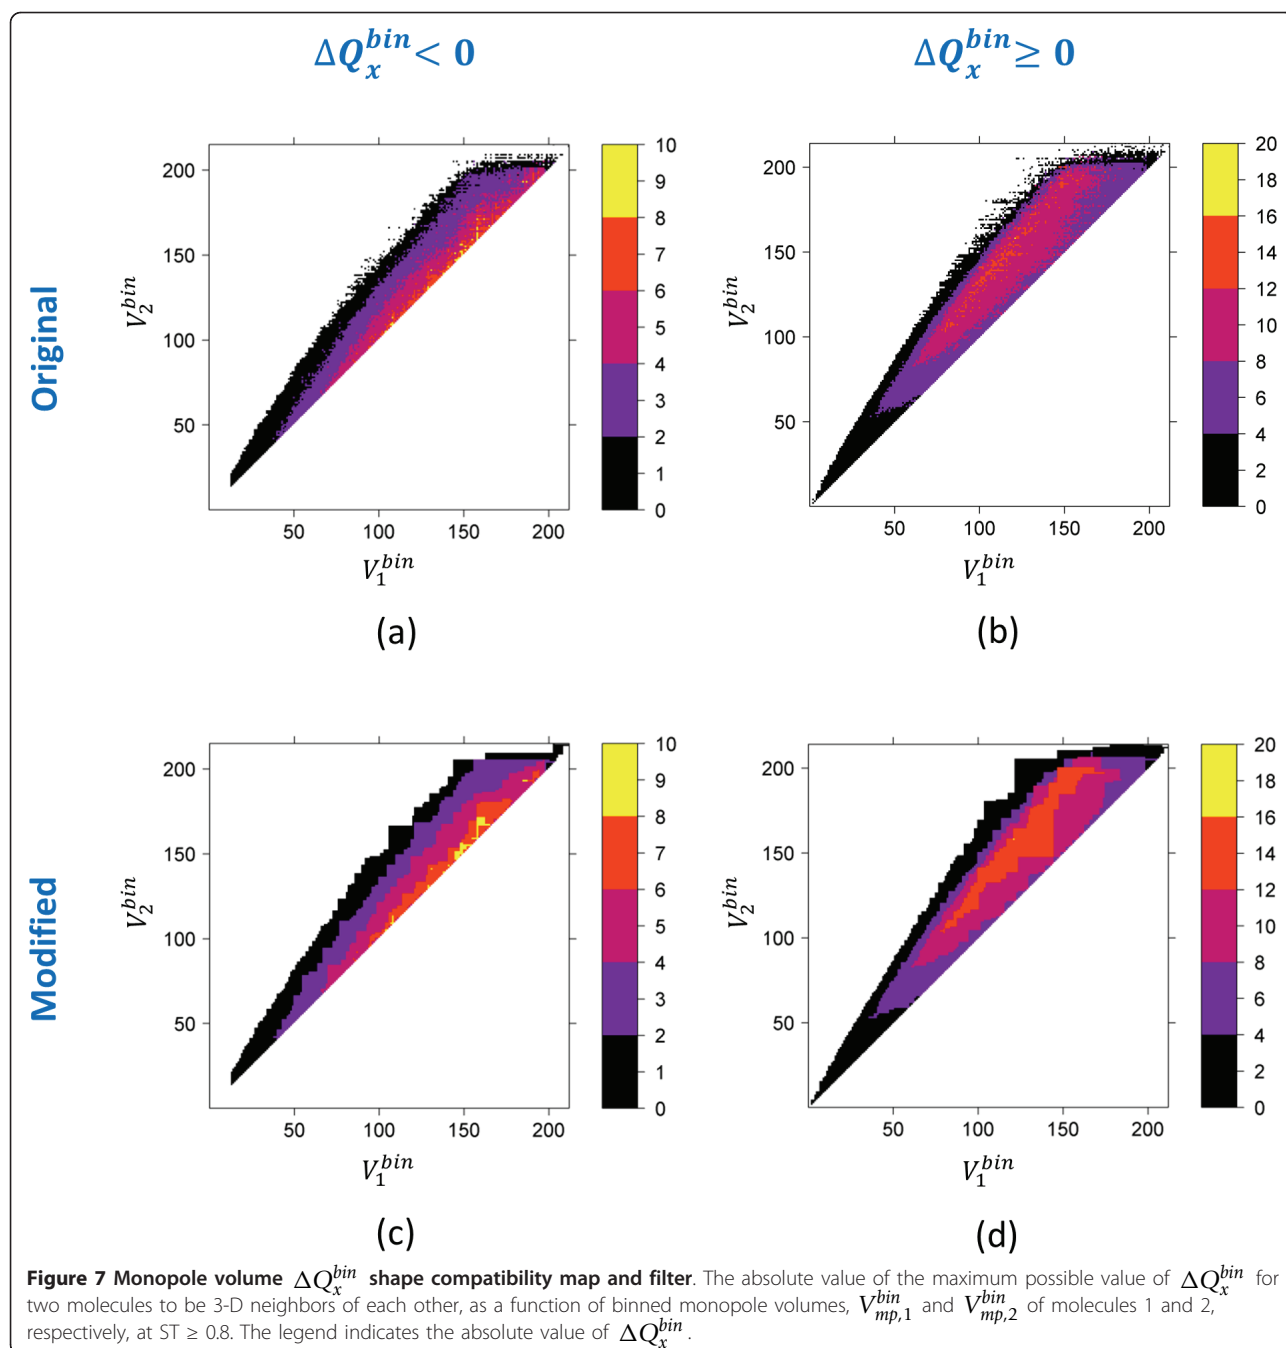 ΔQ_x^bin < 0
ΔQ_x^bin ≥ 0
Original
200
150
100
50
V_2^bin
50 100 150 200
V_1^bin
10
9
8
7
6
5
4
3
2
1
0
(a)
200
150
100
50
V_2^bin
50 100 150 200
V_1^bin
20
18
16
14
12
10
8
6
4
2
0
(b)
Modified
200
150
100
50
V_2^bin
50 100 150 200
V_1^bin
10
9
8
7
6
5
4
3
2
1
0
(c)
200
150
100
50
V_2^bin
50 100 150 200
V_1^bin
20
18
16
14
12
10
8
6
4
2
0
(d)
Figure 7 Monopole volume ΔQ_x^bin shape compatibility map and filter. The absolute value of the maximum possible value of ΔQ_x^bin for
two molecules to be 3-D neighbors of each other, as a function of binned monopole volumes, V_mp,1^bin and V_mp,2^bin of molecules 1 and 2,
respectively, at ST ≥ 0.8. The legend indicates the absolute value of ΔQ_x^bin.